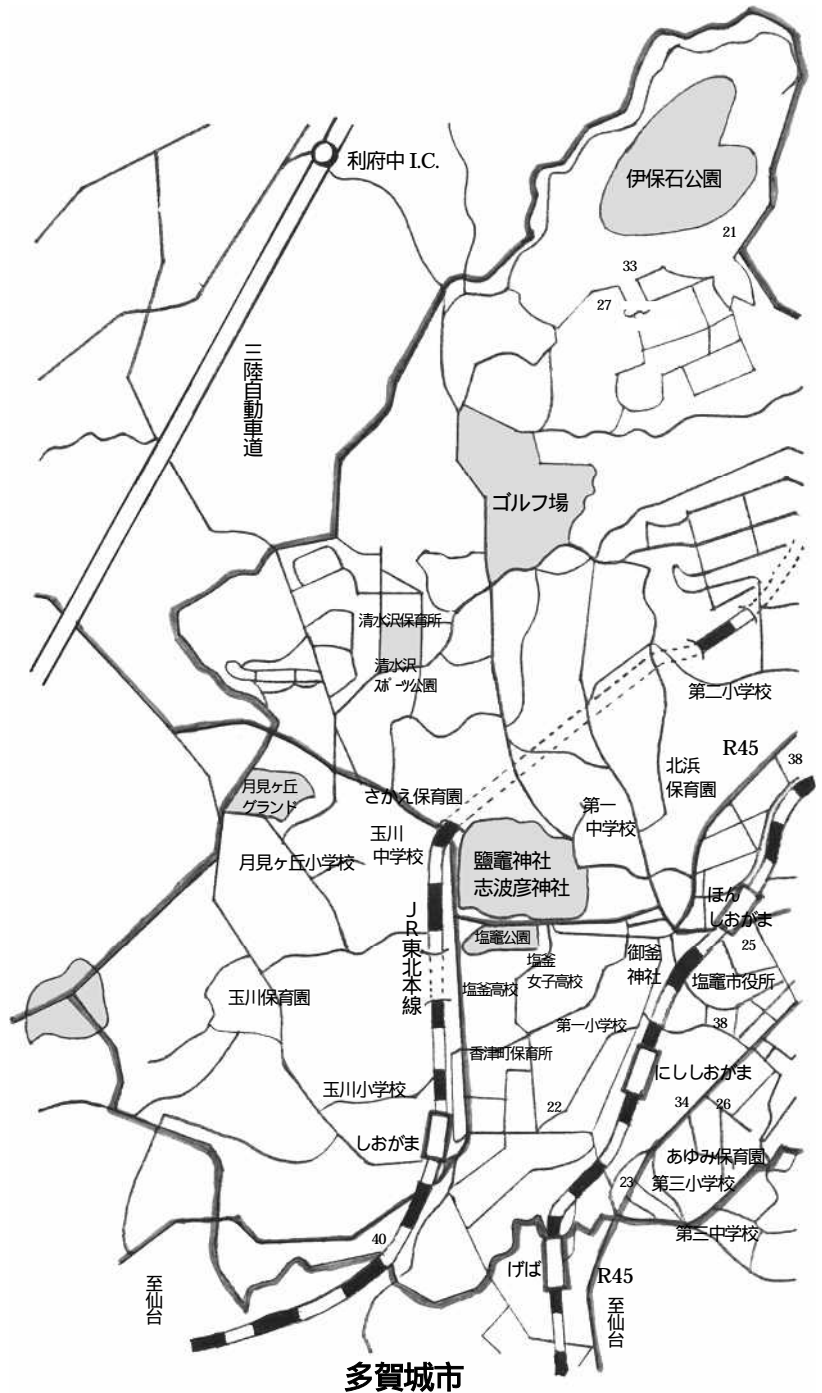 利府中 I.C.
伊保石公園
21
33
27
三陸自動車道
ゴルフ場
清水沢保育所
清水沢
スポーツ公園
第二小学校
R45
38
北浜
保育園
月見ヶ丘
グランド
さかえ保育園
第一
中学校
玉川
中学校
月見ヶ丘小学校
鹽竈神社
志波彦神社
ほん
しおがま
JR東北本線
塩竈公園
塩釜
女子高校
御釜
神社
25
塩竈市役所
玉川保育園
塩釜高校
第一小学校
38
香津町保育所
にししおがま
玉川小学校
22
34
26
しおがま
あゆみ保育園
23
第三小学校
第三中学校
40
げば
R45
至仙台
至仙台
多賀城市